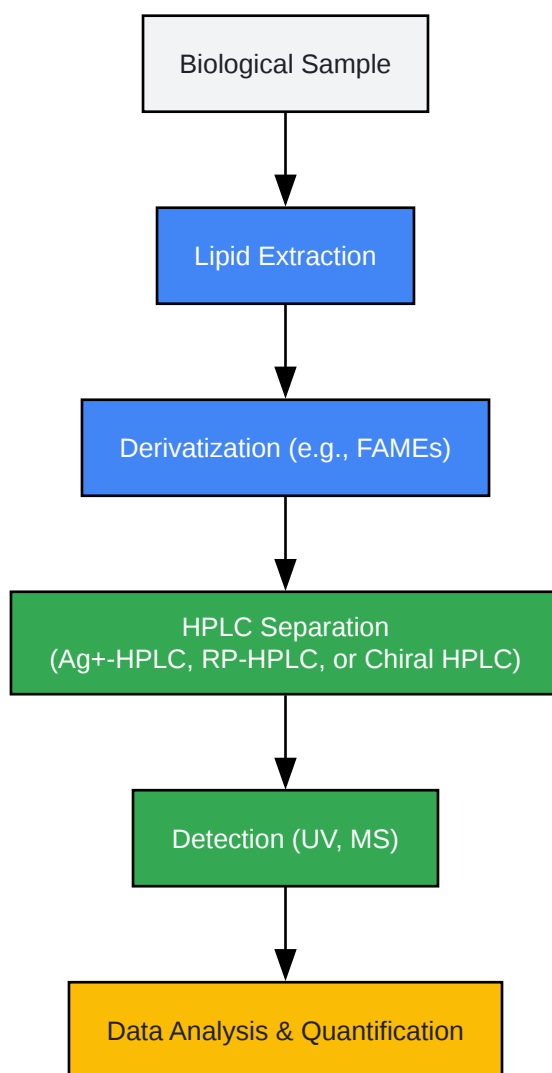 Biological Sample
Lipid Extraction
Derivatization (e.g., FAMEs)
HPLC Separation
(Ag+-HPLC, RP-HPLC, or Chiral HPLC)
Detection (UV, MS)
Data Analysis & Quantification